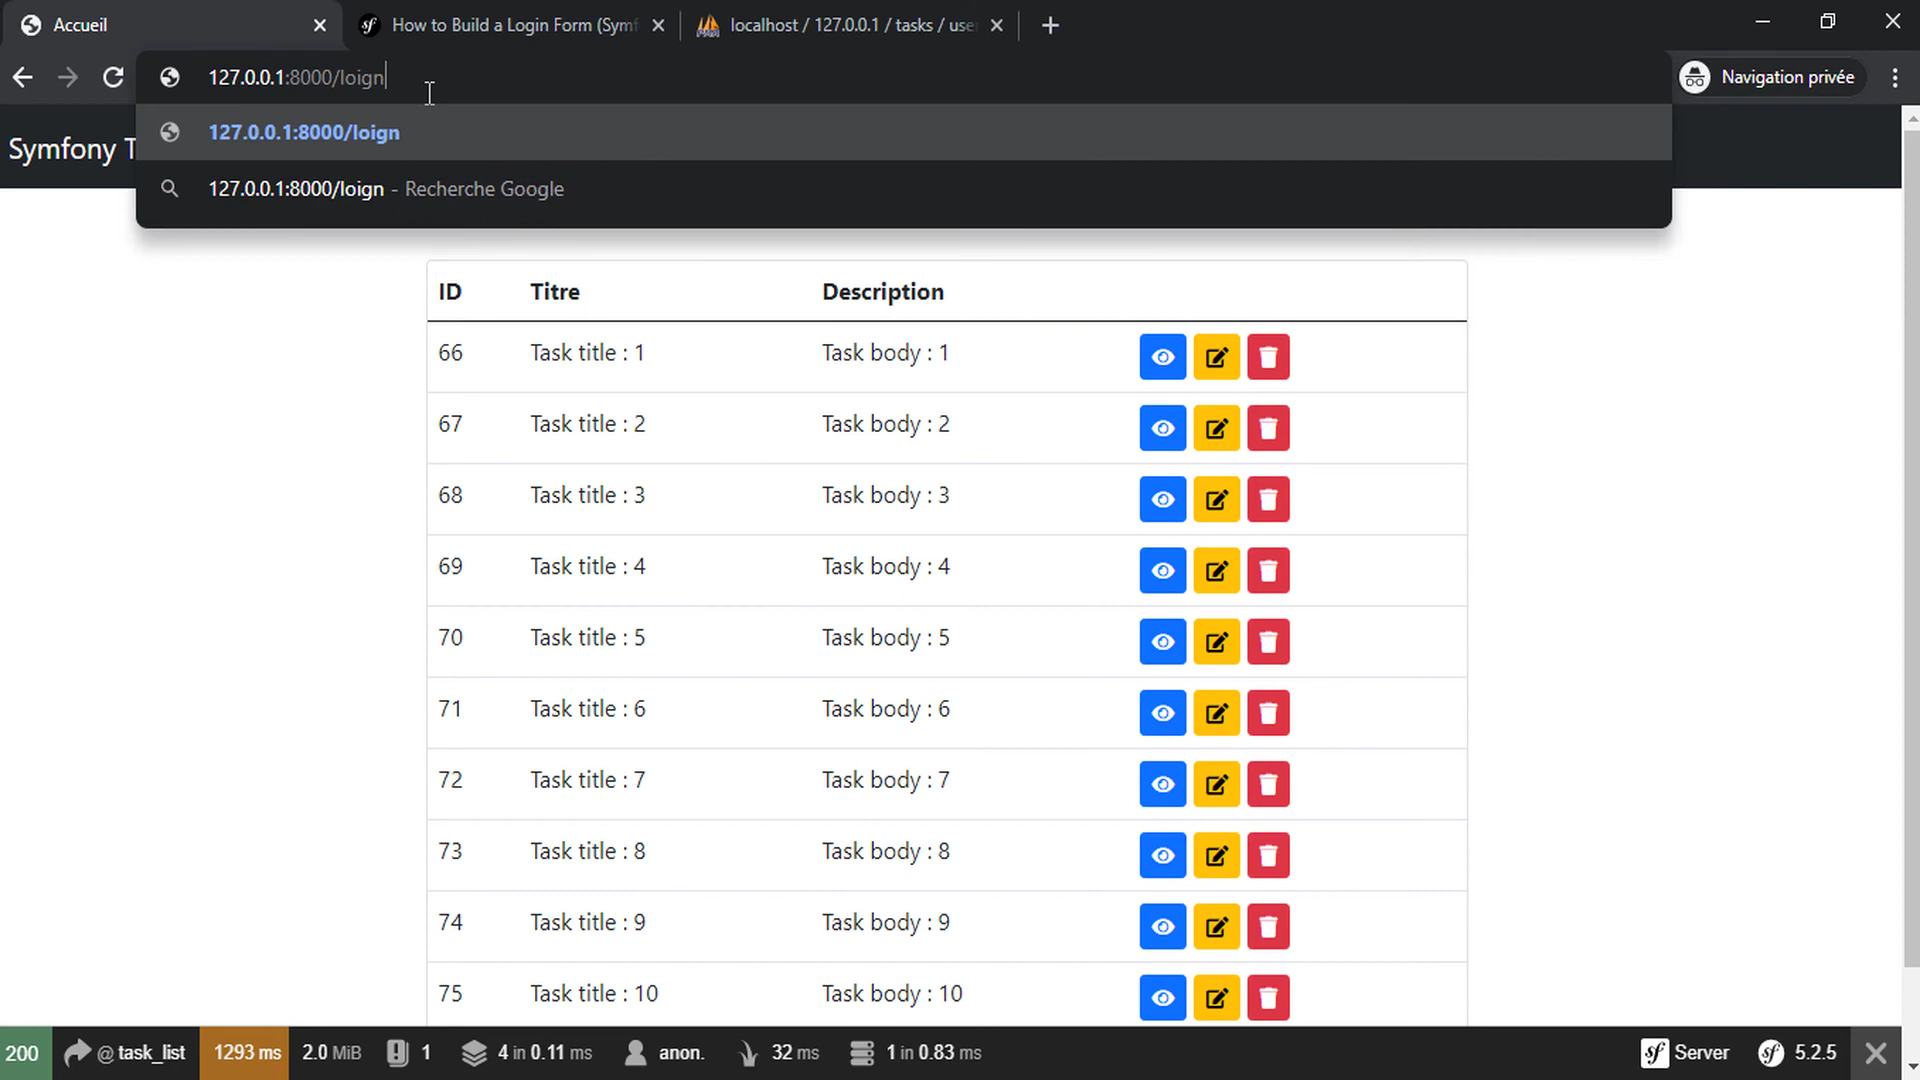 Accueil
How to Build a Login Form (Symf
localhost / 127.0.0.1 / tasks / use
127.0.0.1:8000/loign
Navigation privée
127.0.0.1:8000/loign
127.0.0.1:8000/loign - Recherche Google
Symfony T
ID Titre Description
66 Task title : 1 Task body : 1
67 Task title : 2 Task body : 2
68 Task title : 3 Task body : 3
69 Task title : 4 Task body : 4
70 Task title : 5 Task body : 5
71 Task title : 6 Task body : 6
72 Task title : 7 Task body : 7
73 Task title : 8 Task body : 8
74 Task title : 9 Task body : 9
75 Task title : 10 Task body : 10
200 @ task_list 1293 ms 2.0 MiB 1 4 in 0.11 ms anon. 32 ms 1 in 0.83 ms sf Server sf 5.2.5